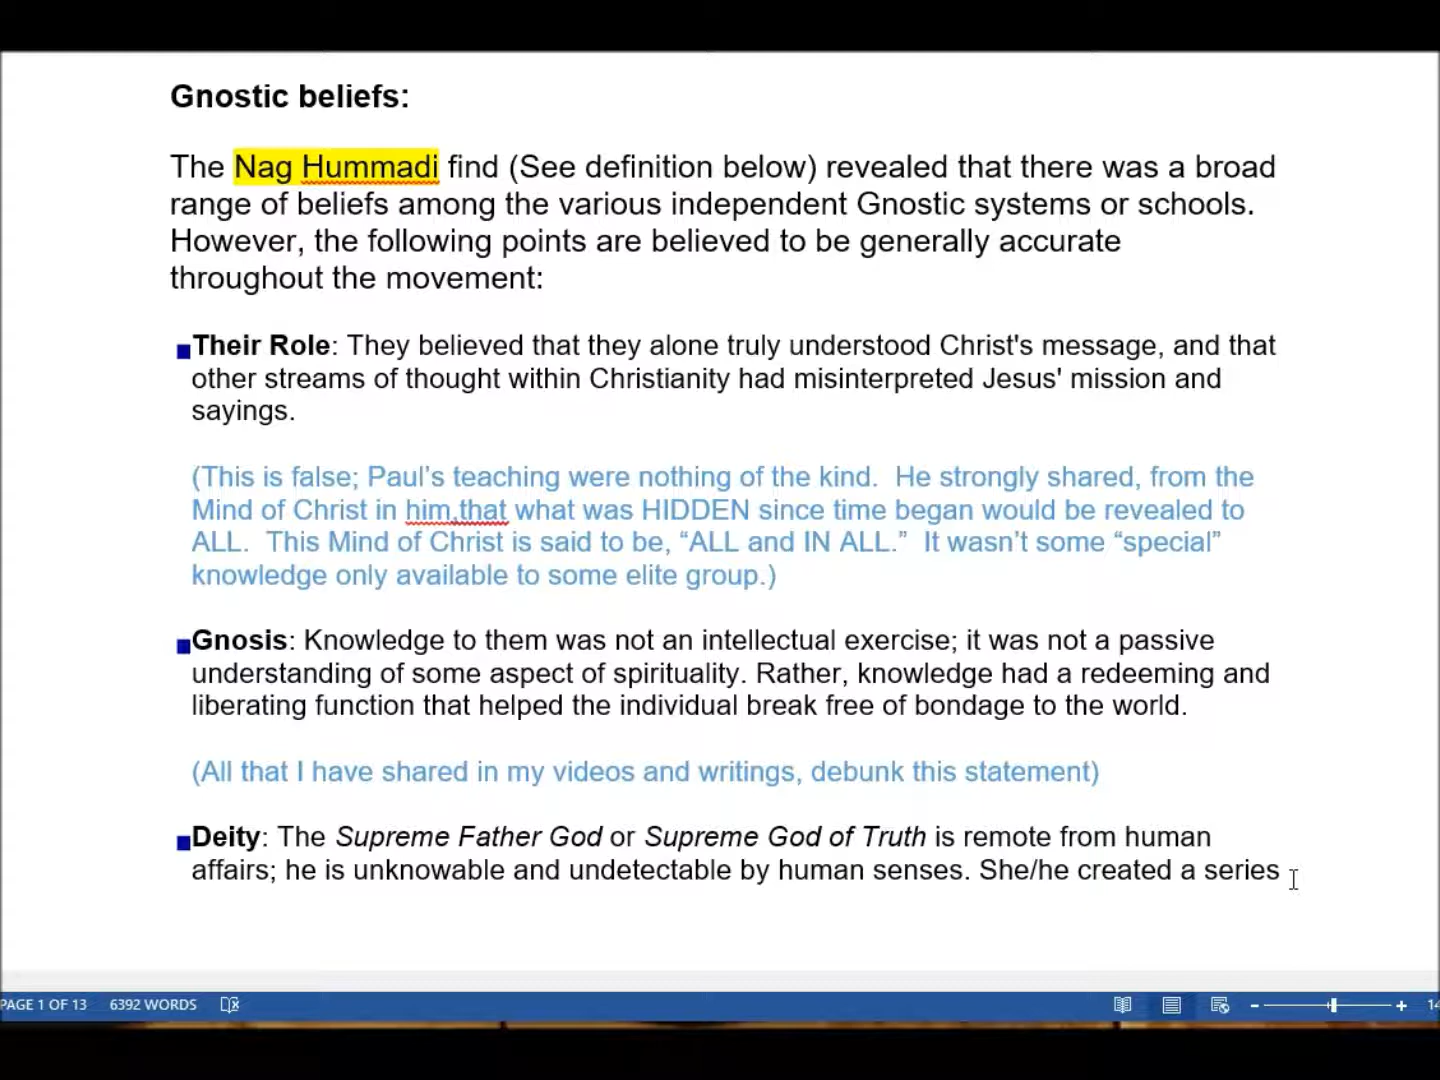 Gnostic beliefs:
The Nag Hummadi find (See definition below) revealed that there was a broad
range of beliefs among the various independent Gnostic systems or schools.
However, the following points are believed to be generally accurate
throughout the movement:
Their Role: They believed that they alone truly understood Christ's message, and that
other streams of thought within Christianity had misinterpreted Jesus' mission and
sayings.
(This is false; Paul’s teaching were nothing of the kind.  He strongly shared, from the
Mind of Christ in him,that what was HIDDEN since time began would be revealed to
ALL.  This Mind of Christ is said to be, “ALL and IN ALL.”  It wasn’t some “special”
knowledge only available to some elite group.)
Gnosis: Knowledge to them was not an intellectual exercise; it was not a passive
understanding of some aspect of spirituality. Rather, knowledge had a redeeming and
liberating function that helped the individual break free of bondage to the world.
(All that I have shared in my videos and writings, debunk this statement)
Deity: The Supreme Father God or Supreme God of Truth is remote from human
affairs; he is unknowable and undetectable by human senses. She/he created a series
PAGE 1 OF 13 6392 WORDS